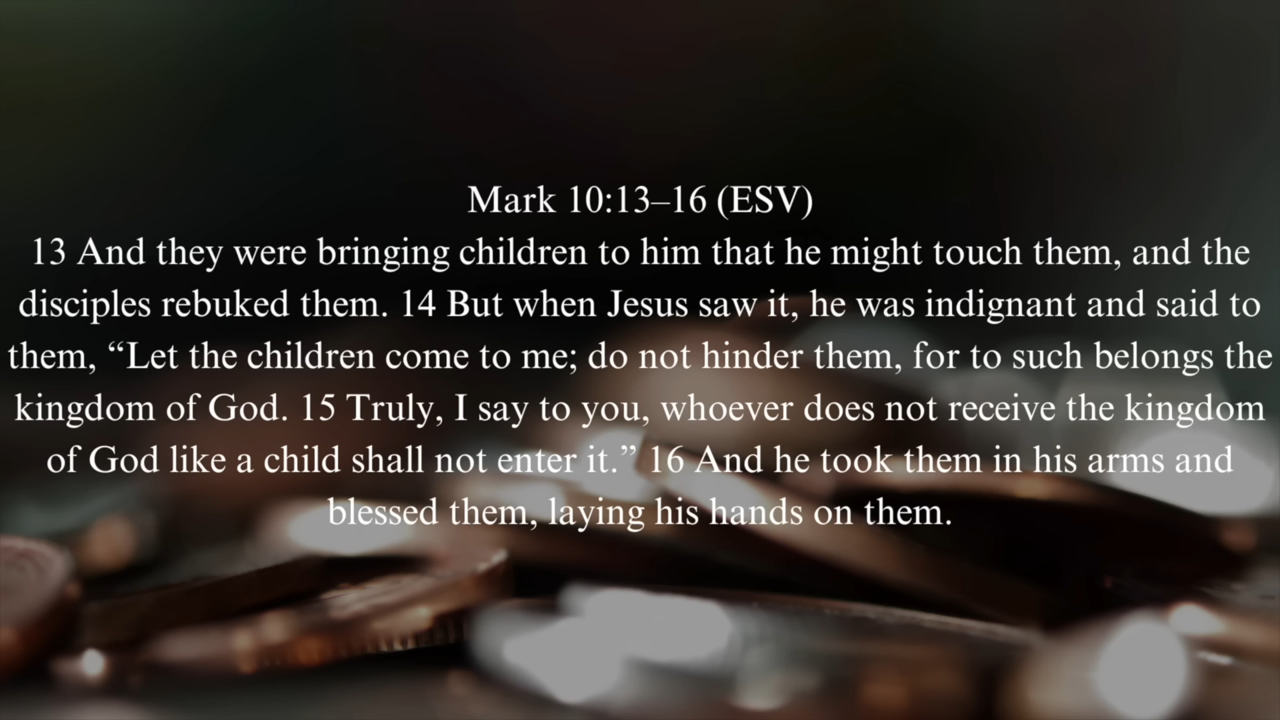 Mark 10:13–16 (ESV)
13 And they were bringing children to him that he might touch them, and the
disciples rebuked them. 14 But when Jesus saw it, he was indignant and said to
them, “Let the children come to me; do not hinder them, for to such belongs the
kingdom of God. 15 Truly, I say to you, whoever does not receive the kingdom
of God like a child shall not enter it.” 16 And he took them in his arms and
blessed them, laying his hands on them.